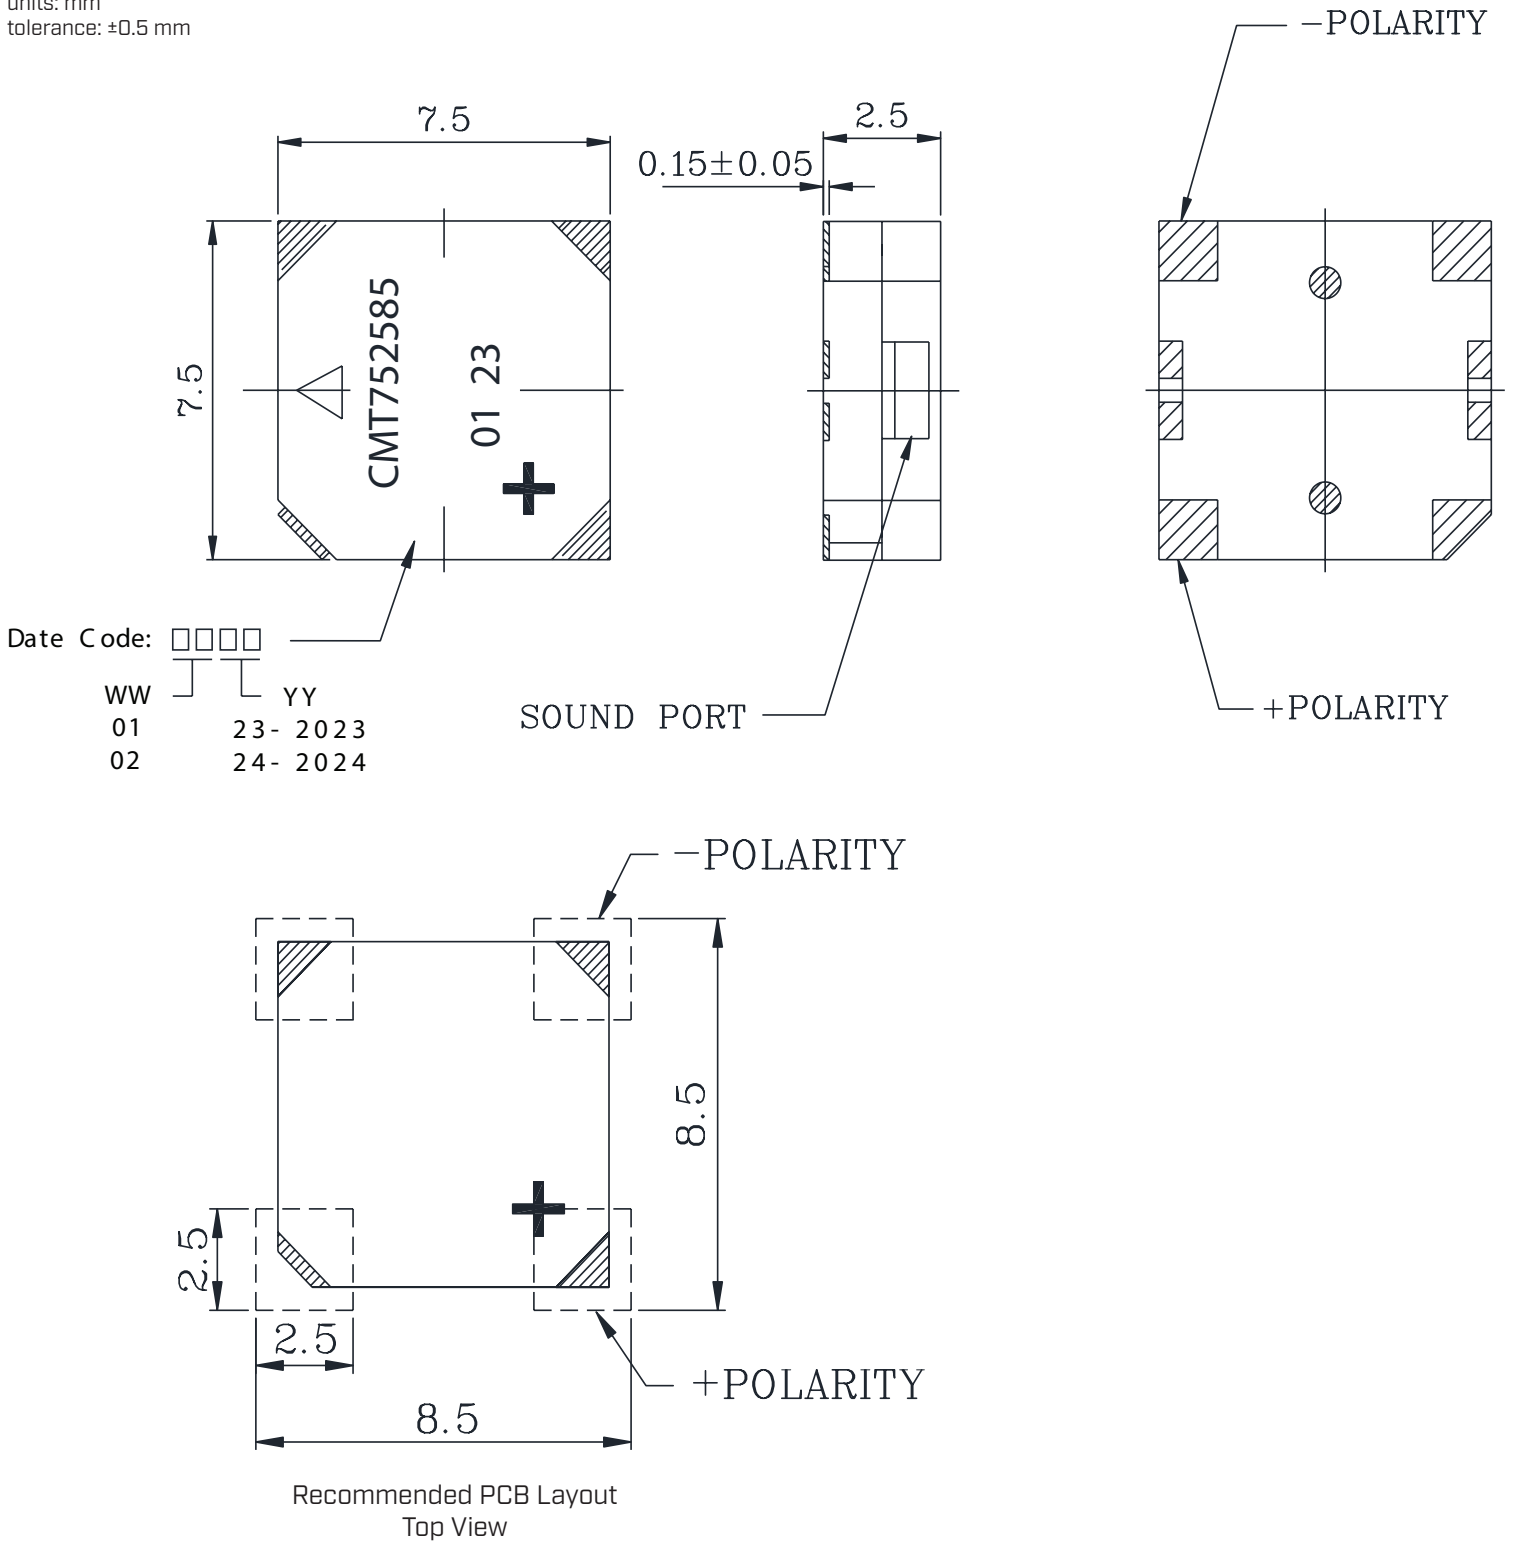 units: mm
tolerance: ±0.5 mm
−POLARITY
7.5
2.5
0.15±0.05
7.5
CMT752585
01 23
+
Date Code: □□□□
WW YY
01 23- 2023
02 24- 2024
SOUND PORT
+POLARITY
−POLARITY
8.5
+
2.5
2.5
+POLARITY
8.5
Recommended PCB Layout
Top View